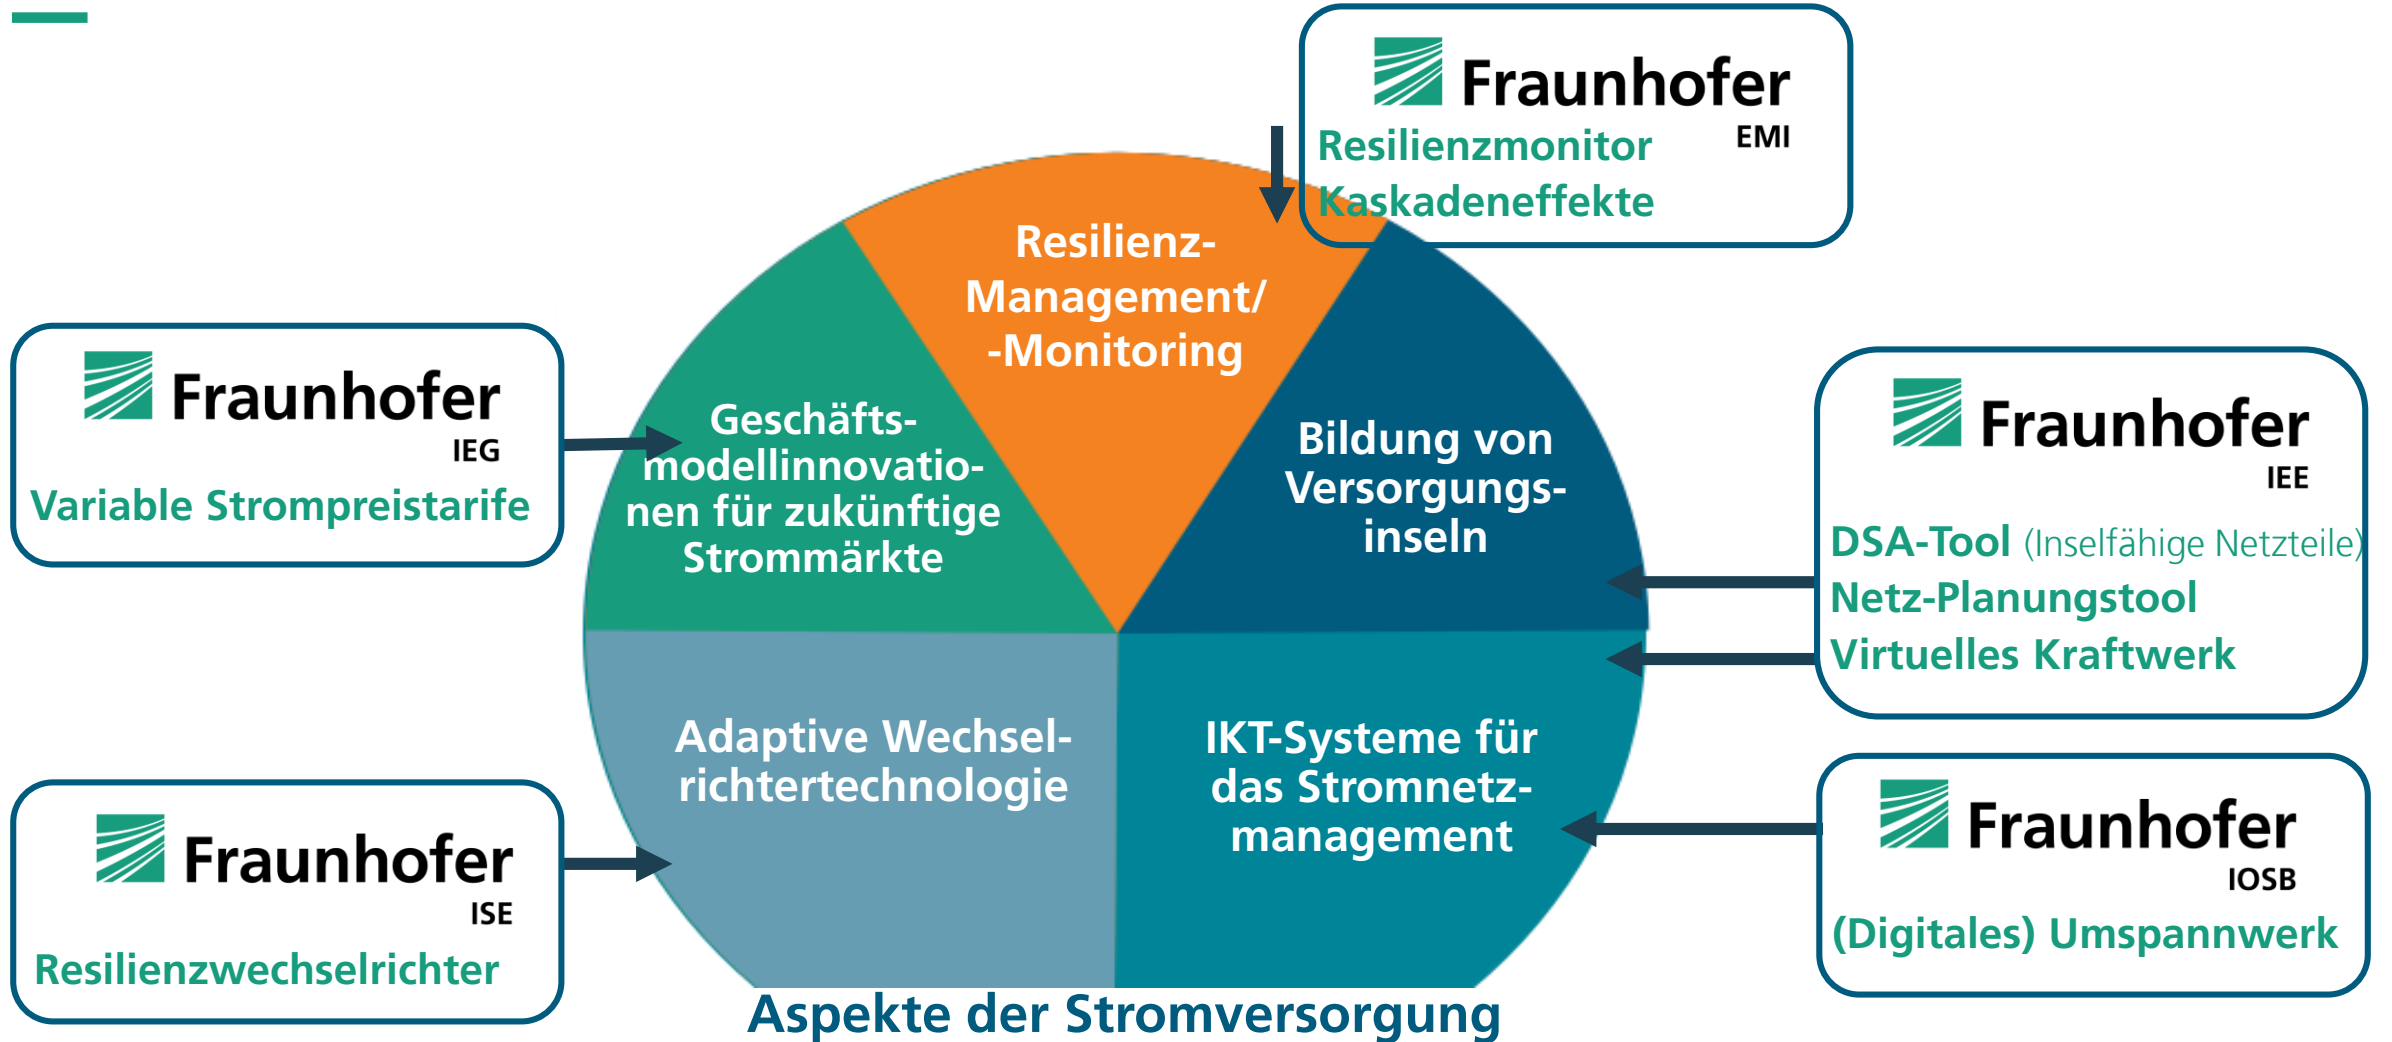 Fraunhofer
EMI
Resilienzmonitor
Kaskadeneffekte
Resilienz-
Management/
-Monitoring
Fraunhofer
IEG
Variable Strompreistarife
Geschäfts-
modellinnovatio-
nen für zukünftige
Strommärkte
Bildung von
Versorgungs-
inseln
Fraunhofer
IEE
DSA-Tool (Inselfähige Netzteile)
Netz-Planungstool
Virtuelles Kraftwerk
Adaptive Wechsel-
richtertechnologie
IKT-Systeme für
das Stromnetz-
management
Fraunhofer
ISE
Resilienzwechselrichter
Fraunhofer
IOSB
(Digitales) Umspannwerk
Aspekte der Stromversorgung